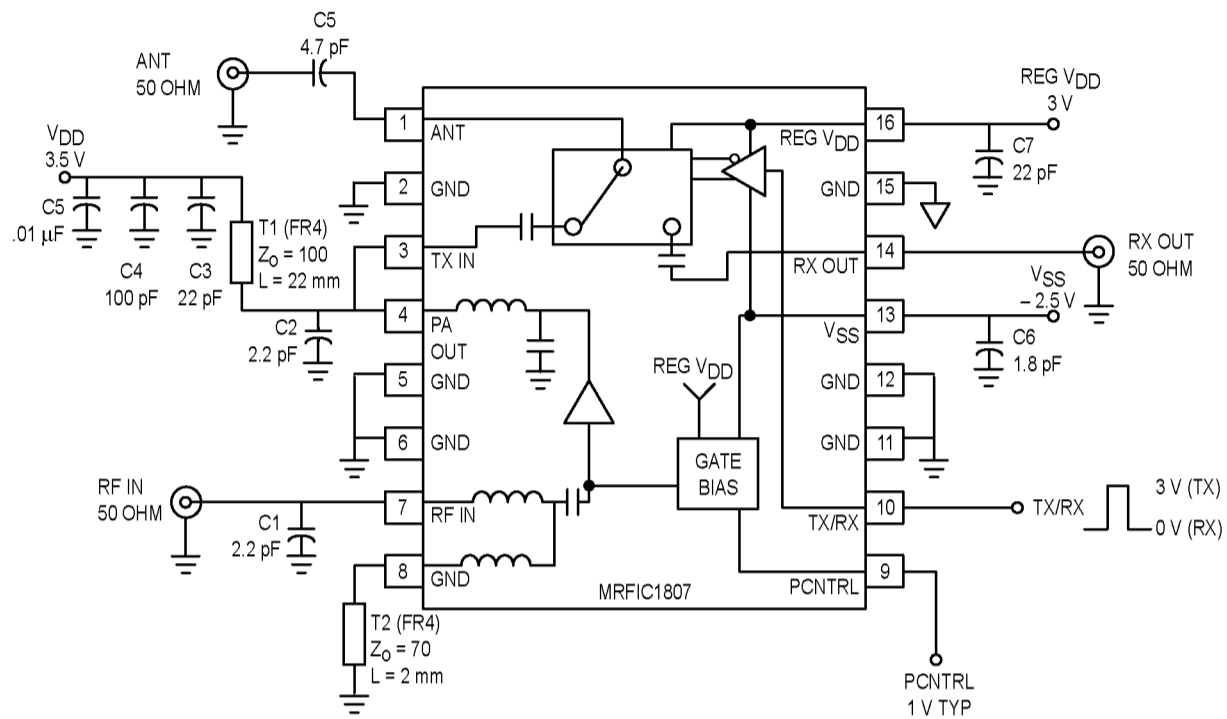 C5
4.7 pF
ANT
50 OHM
REG VDD
3 V
VDD
3.5 V
1
ANT
16
REG VDD
C7
22 pF
2
GND
GND
15
C5
.01 μF
C4
100 pF
C3
22 pF
T1 (FR4)
ZO = 100
L = 22 mm
3
TX IN
14
RX OUT
RX OUT
50 OHM
VSS
– 2.5 V
4
PA
OUT
13
VSS
C2
2.2 pF
C6
1.8 pF
5
GND
REG VDD
GND
12
6
GND
GND
11
GATE
BIAS
RF IN
50 OHM
7
RF IN
10
TX/RX
TX/RX
3 V (TX)
0 V (RX)
C1
2.2 pF
8
GND
9
PCNTRL
MRFIC1807
T2 (FR4)
ZO = 70
L = 2 mm
PCNTRL
1 V TYP